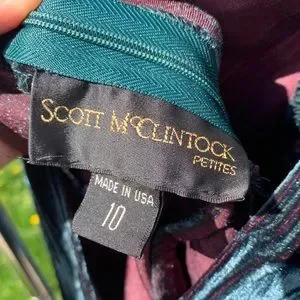 SCOTT McCLINTOCK
PETITES
MADE IN USA
10